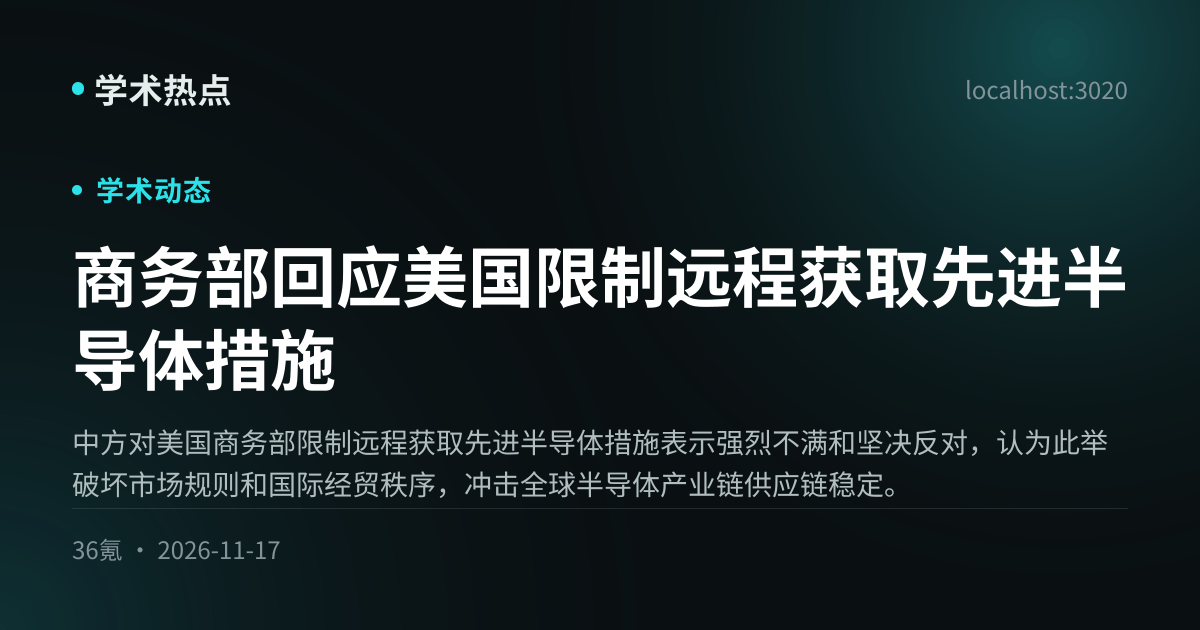 学术热点
localhost:3020
学术动态
商务部回应美国限制远程获取先进半
导体措施
中方对美国商务部限制远程获取先进半导体措施表示强烈不满和坚决反对，认为此举
破坏市场规则和国际经贸秩序，冲击全球半导体产业链供应链稳定。
36氪 · 2026-11-17